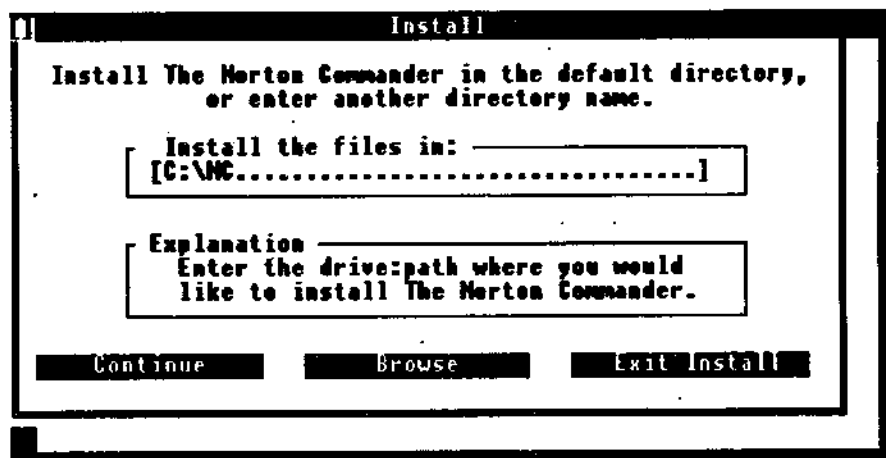 Install
Install The Norton Commander in the default directory,
or enter another directory name.
Install the files in:
[C:\NC.................................]
Explanation
Enter the drive:path where you would
like to install The Norton Commander.
Continue Browse Exit Install